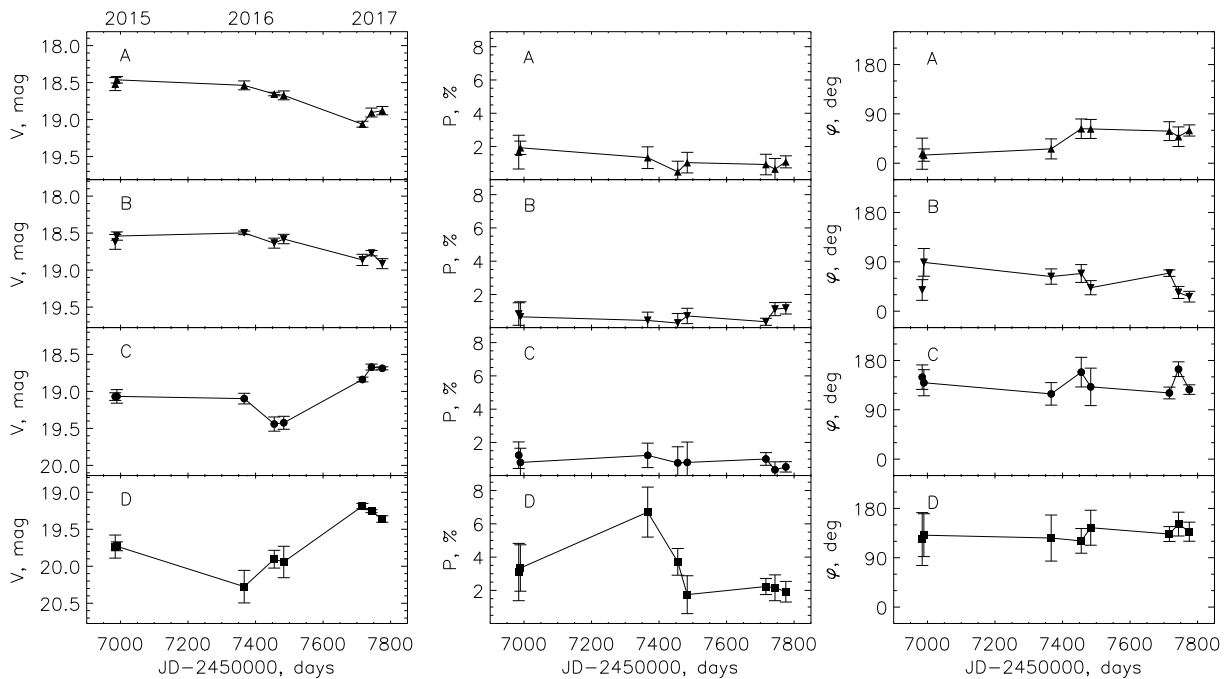 2015 2016 2017
A
18.0
18.5
19.0
19.5
V, mag
B
18.0
18.5
19.0
19.5
V, mag
C
18.5
19.0
19.5
20.0
V, mag
D
19.0
19.5
20.0
20.5
V, mag
7000 7200 7400 7600 7800
JD-2450000, days
A
8
6
4
2
P, %
B
8
6
4
2
P, %
C
8
6
4
2
P, %
D
8
6
4
2
P, %
7000 7200 7400 7600 7800
JD-2450000, days
A
180
90
0
φ, deg
B
180
90
0
φ, deg
C
180
90
0
φ, deg
D
180
90
0
φ, deg
7000 7200 7400 7600 7800
JD-2450000, days